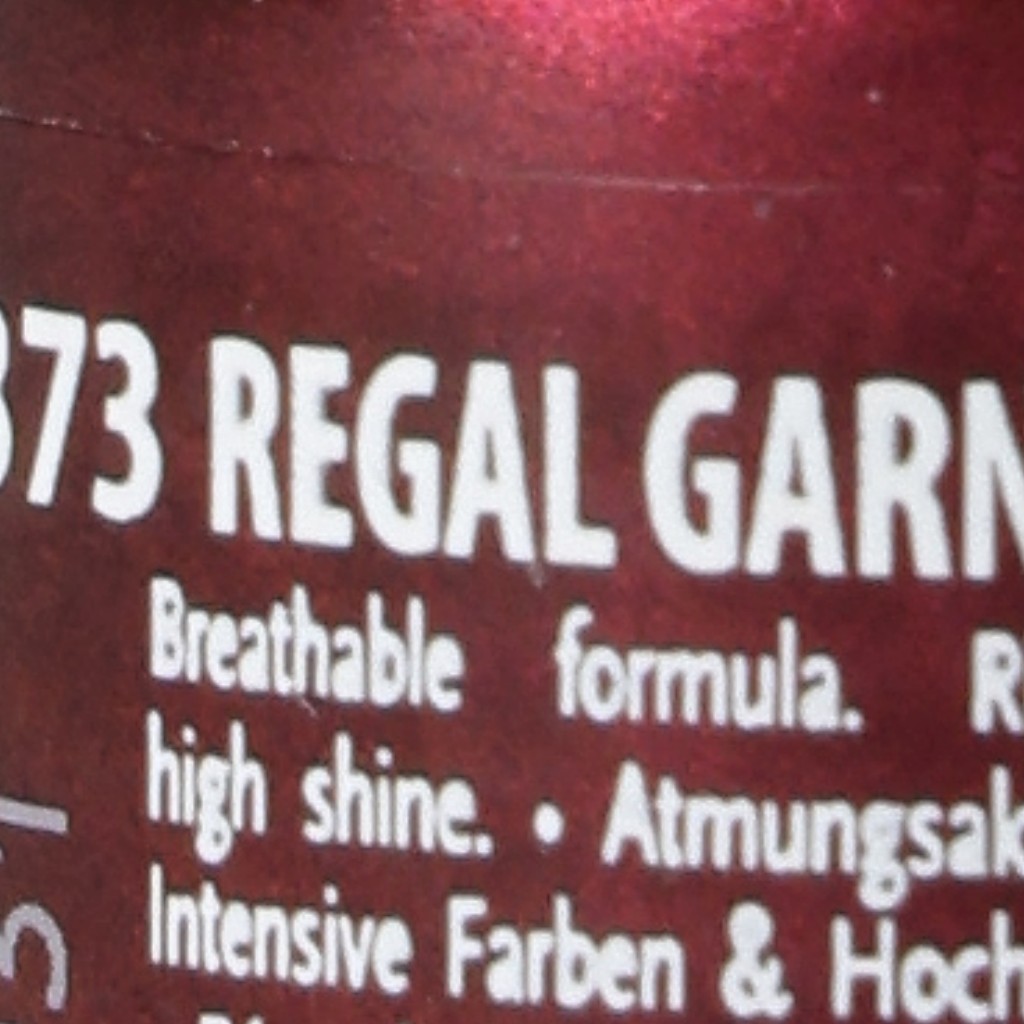 373 REGAL GARN
Breathable formula. R
high shine. • Atmungsak
Intensive Farben & Hoch